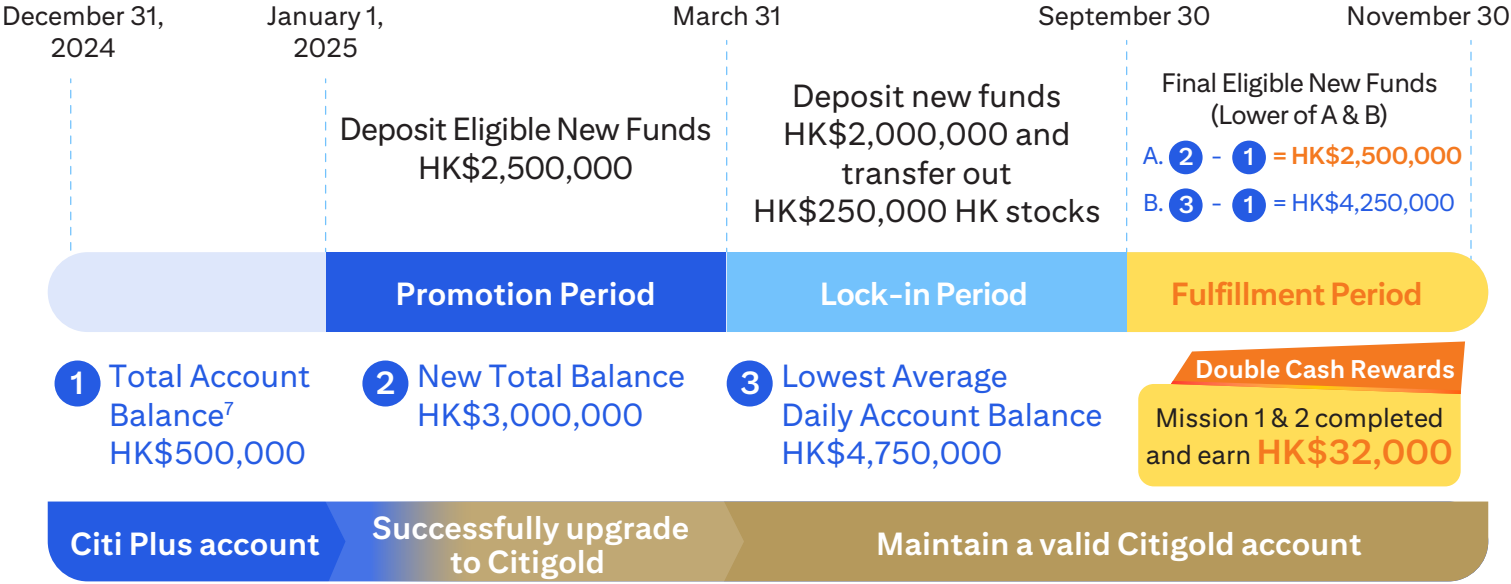 December 31,
2024
January 1,
2025
March 31
September 30
November 30
Deposit Eligible New Funds
HK$2,500,000
Deposit new funds
HK$2,000,000 and
transfer out
HK$250,000 HK stocks
Final Eligible New Funds
(Lower of A & B)
A. 2 - 1 = HK$2,500,000
B. 3 - 1 = HK$4,250,000
Promotion Period
Lock-in Period
Fulfillment Period
1 Total Account
Balance⁷
HK$500,000
2 New Total Balance
HK$3,000,000
3 Lowest Average
Daily Account Balance
HK$4,750,000
Double Cash Rewards
Mission 1 & 2 completed
and earn HK$32,000
Citi Plus account
Successfully upgrade
to Citigold
Maintain a valid Citigold account